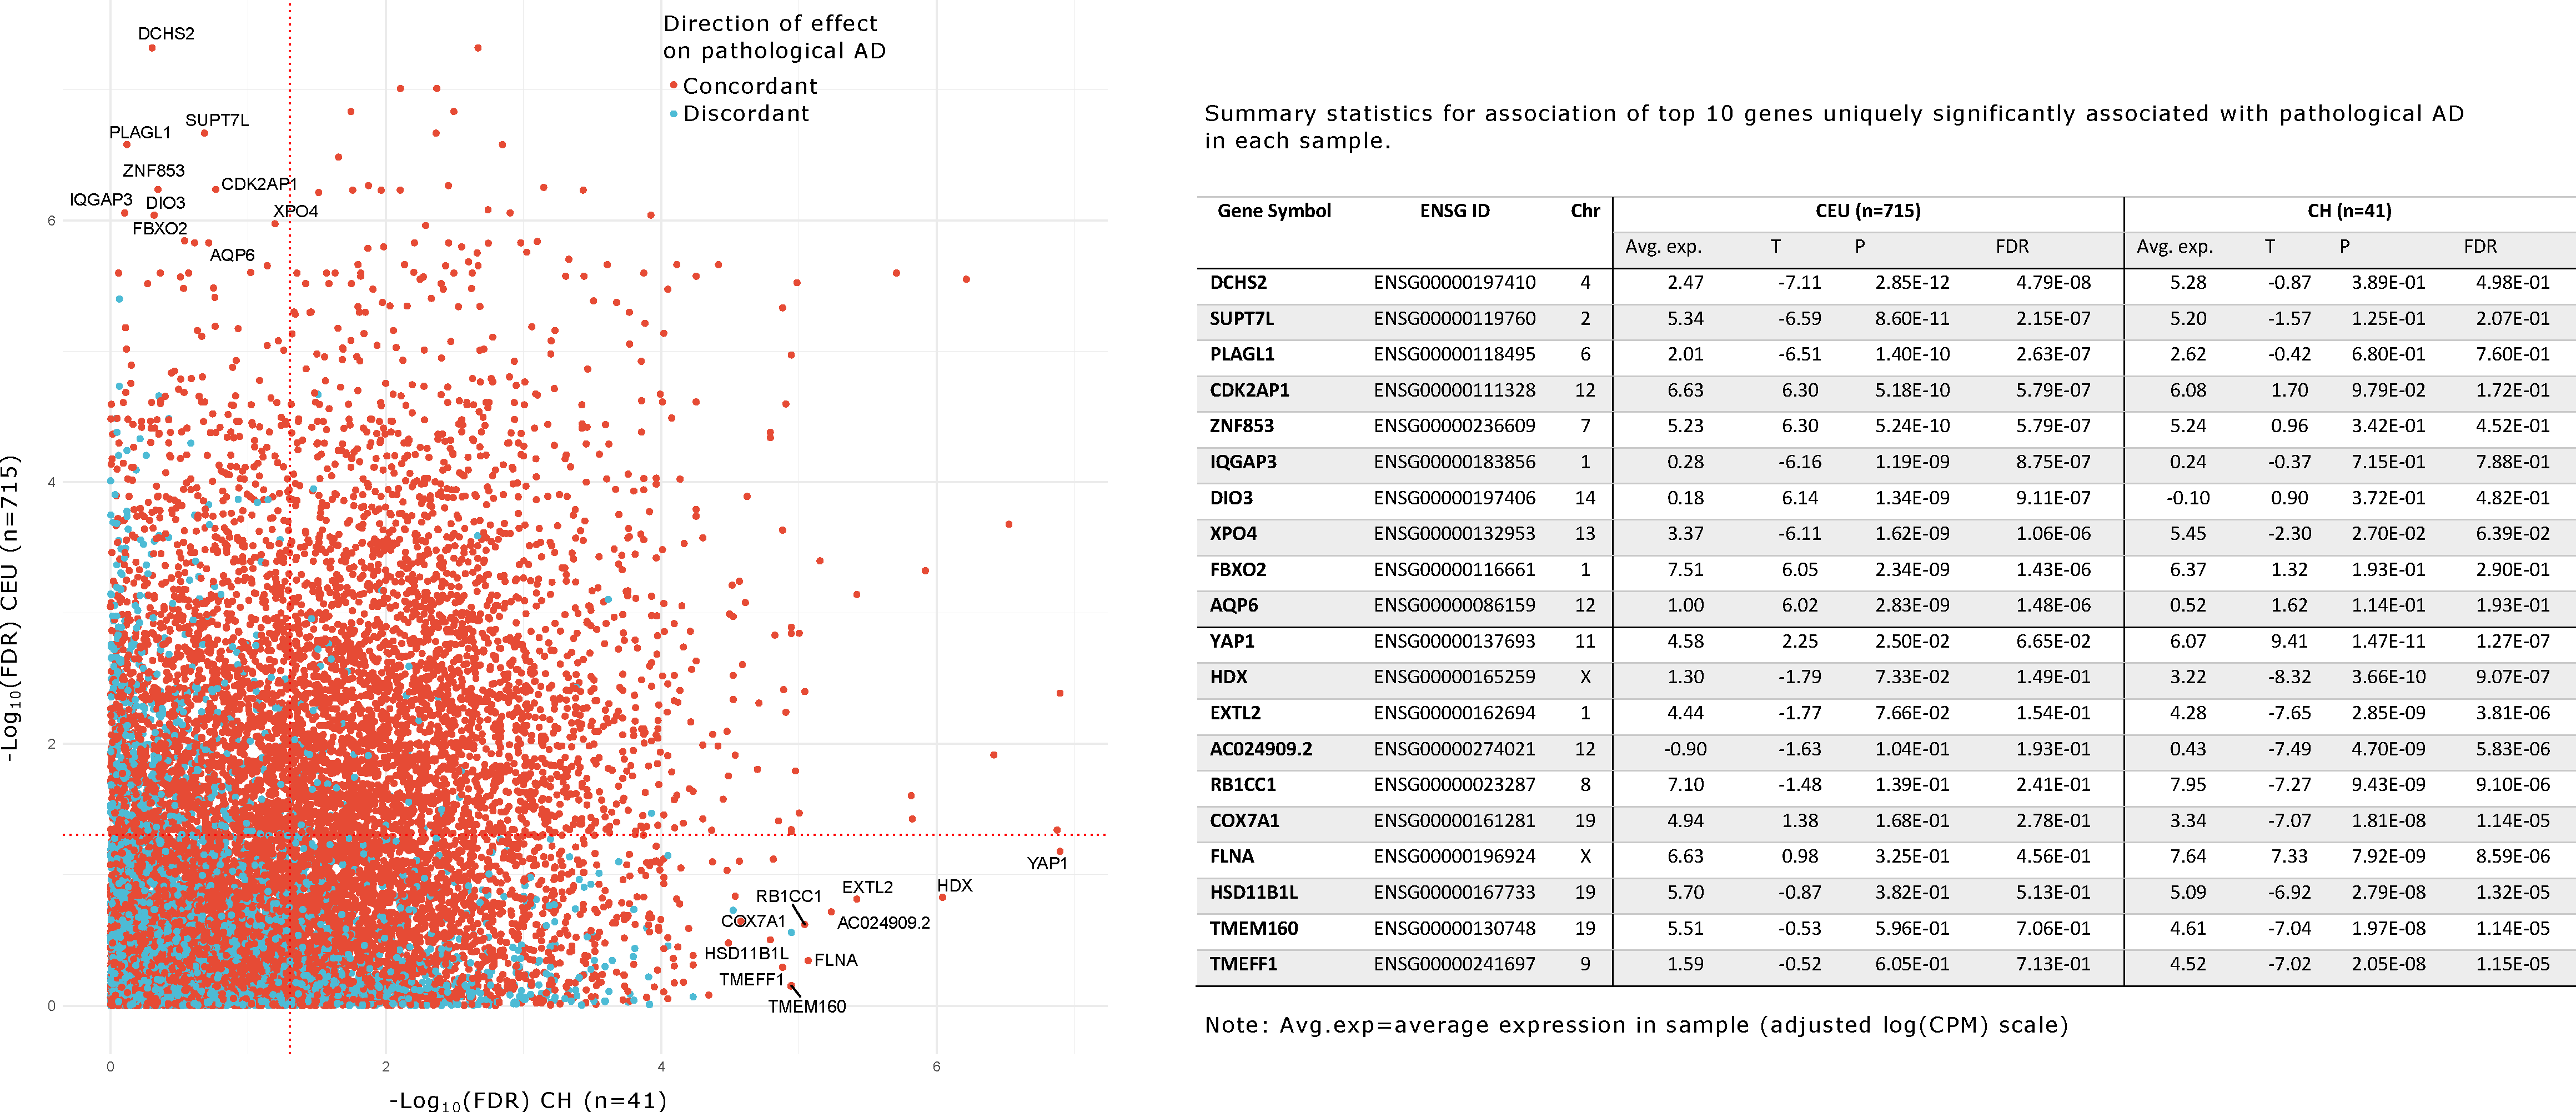 Direction of effect
on pathological AD
Concordant
Discordant
DCHS2
SUPT7L
PLAGL1
ZNF853
CDK2AP1
IQGAP3
DIO3
XPO4
FBXO2
AQP6
YAP1
HDX
EXTL2
RB1CC1
AC024909.2
COX7A1
HSD11B1L
FLNA
TMEFF1
TMEM160
6
4
2
0
0 2 4 6
-Log10(FDR) CEU (n=715)
-Log10(FDR) CH (n=41)
Summary statistics for association of top 10 genes uniquely significantly associated with pathological AD
in each sample.
Gene Symbol ENSG ID Chr CEU (n=715) CH (n=41)
Avg. exp. T P FDR Avg. exp. T P FDR
DCHS2 ENSG00000197410 4 2.47 -7.11 2.85E-12 4.79E-08 5.28 -0.87 3.89E-01 4.98E-01
SUPT7L ENSG00000119760 2 5.34 -6.59 8.60E-11 2.15E-07 5.20 -1.57 1.25E-01 2.07E-01
PLAGL1 ENSG00000118495 6 2.01 -6.51 1.40E-10 2.63E-07 2.62 -0.42 6.80E-01 7.60E-01
CDK2AP1 ENSG00000111328 12 6.63 6.30 5.18E-10 5.79E-07 6.08 1.70 9.79E-02 1.72E-01
ZNF853 ENSG00000236609 7 5.23 6.30 5.24E-10 5.79E-07 5.24 0.96 3.42E-01 4.52E-01
IQGAP3 ENSG00000183856 1 0.28 -6.16 1.19E-09 8.75E-07 0.24 -0.37 7.15E-01 7.88E-01
DIO3 ENSG00000197406 14 0.18 6.14 1.34E-09 9.11E-07 -0.10 0.90 3.72E-01 4.82E-01
XPO4 ENSG00000132953 13 3.37 -6.11 1.62E-09 1.06E-06 5.45 -2.30 2.70E-02 6.39E-02
FBXO2 ENSG00000116661 1 7.51 6.05 2.34E-09 1.43E-06 6.37 1.32 1.93E-01 2.90E-01
AQP6 ENSG00000086159 12 1.00 6.02 2.83E-09 1.48E-06 0.52 1.62 1.14E-01 1.93E-01
YAP1 ENSG00000137693 11 4.58 2.25 2.50E-02 6.65E-02 6.07 9.41 1.47E-11 1.27E-07
HDX ENSG00000165259 X 1.30 -1.79 7.33E-02 1.49E-01 3.22 -8.32 3.66E-10 9.07E-07
EXTL2 ENSG00000162694 1 4.44 -1.77 7.66E-02 1.54E-01 4.28 -7.65 2.85E-09 3.81E-06
AC024909.2 ENSG00000274021 12 -0.90 -1.63 1.04E-01 1.93E-01 0.43 -7.49 4.70E-09 5.83E-06
RB1CC1 ENSG00000023287 8 7.10 -1.48 1.39E-01 2.41E-01 7.95 -7.27 9.43E-09 9.10E-06
COX7A1 ENSG00000161281 19 4.94 1.38 1.68E-01 2.78E-01 3.34 -7.07 1.81E-08 1.14E-05
FLNA ENSG00000196924 X 6.63 0.98 3.25E-01 4.56E-01 7.64 7.33 7.92E-09 8.59E-06
HSD11B1L ENSG00000167733 19 5.70 -0.87 3.82E-01 5.13E-01 5.09 -6.92 2.79E-08 1.32E-05
TMEM160 ENSG00000130748 19 5.51 -0.53 5.96E-01 7.06E-01 4.61 -7.04 1.97E-08 1.14E-05
TMEFF1 ENSG00000241697 9 1.59 -0.52 6.05E-01 7.13E-01 4.52 -7.02 2.05E-08 1.15E-05
Note: Avg.exp=average expression in sample (adjusted log(CPM) scale)